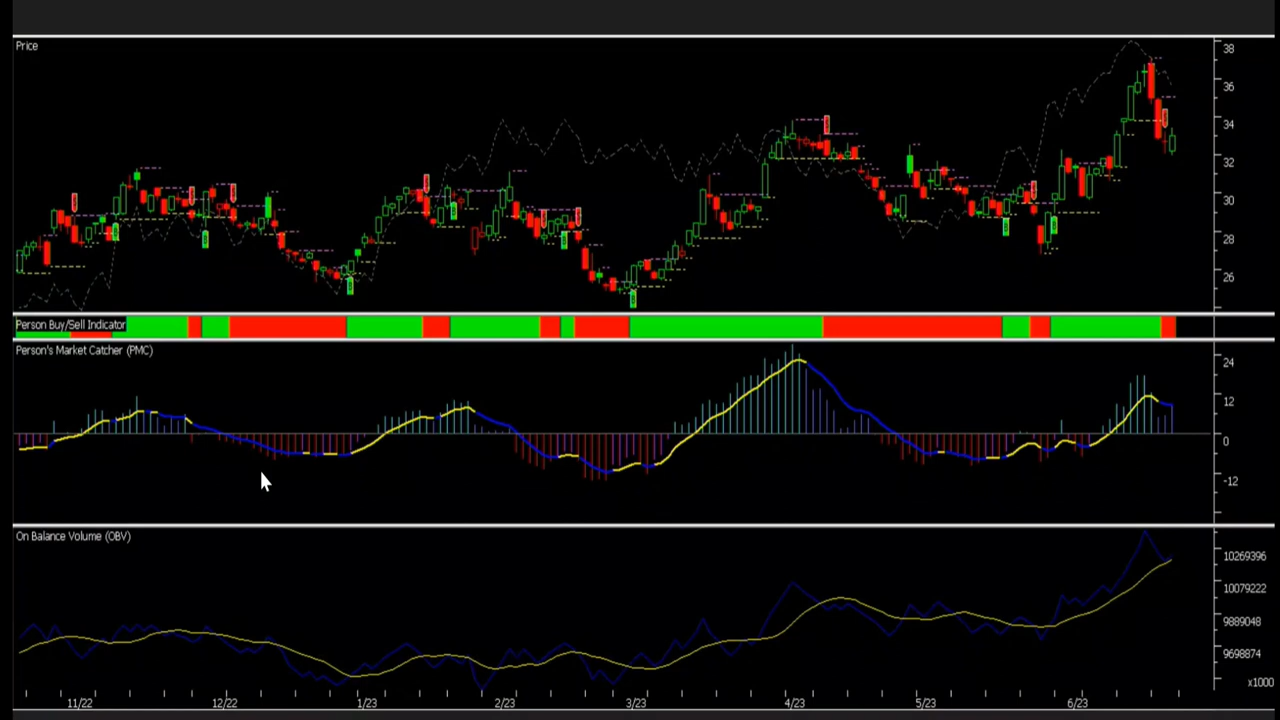 Price
38
36
34
32
30
28
26
Person Buy/Sell Indicator
Person's Market Catcher (PMC)
24
12
0
-12
On Balance Volume (OBV)
10269396
10079222
9889048
9698874
x1000
11/22 12/22 1/23 2/23 3/23 4/23 5/23 6/23